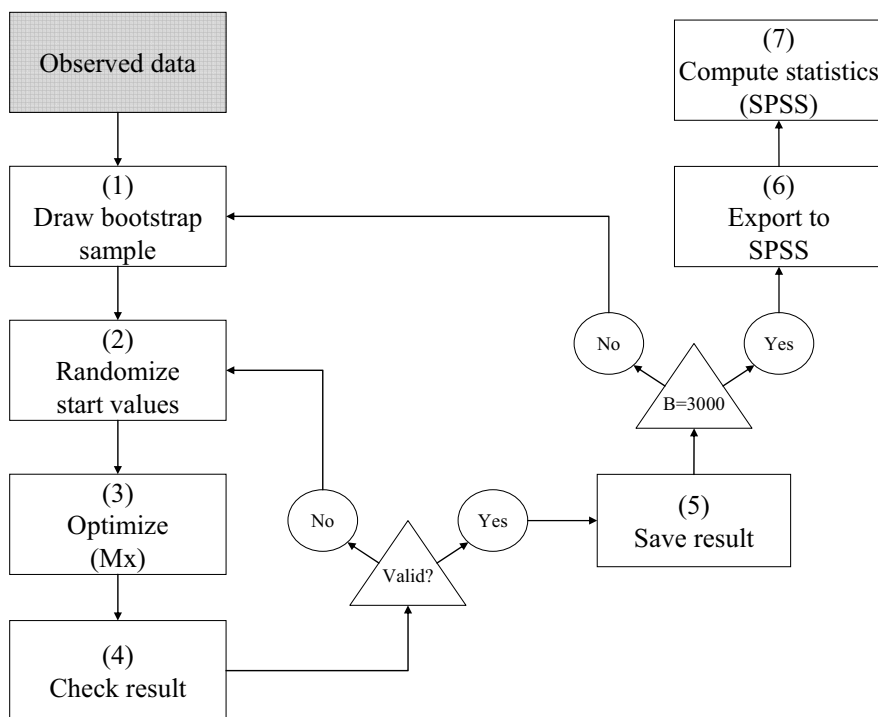 Observed data
(1)
Draw bootstrap
sample
(2)
Randomize
start values
(3)
Optimize
(Mx)
(4)
Check result
Valid?
No
Yes
(5)
Save result
B=3000
No
Yes
(6)
Export to
SPSS
(7)
Compute statistics
(SPSS)